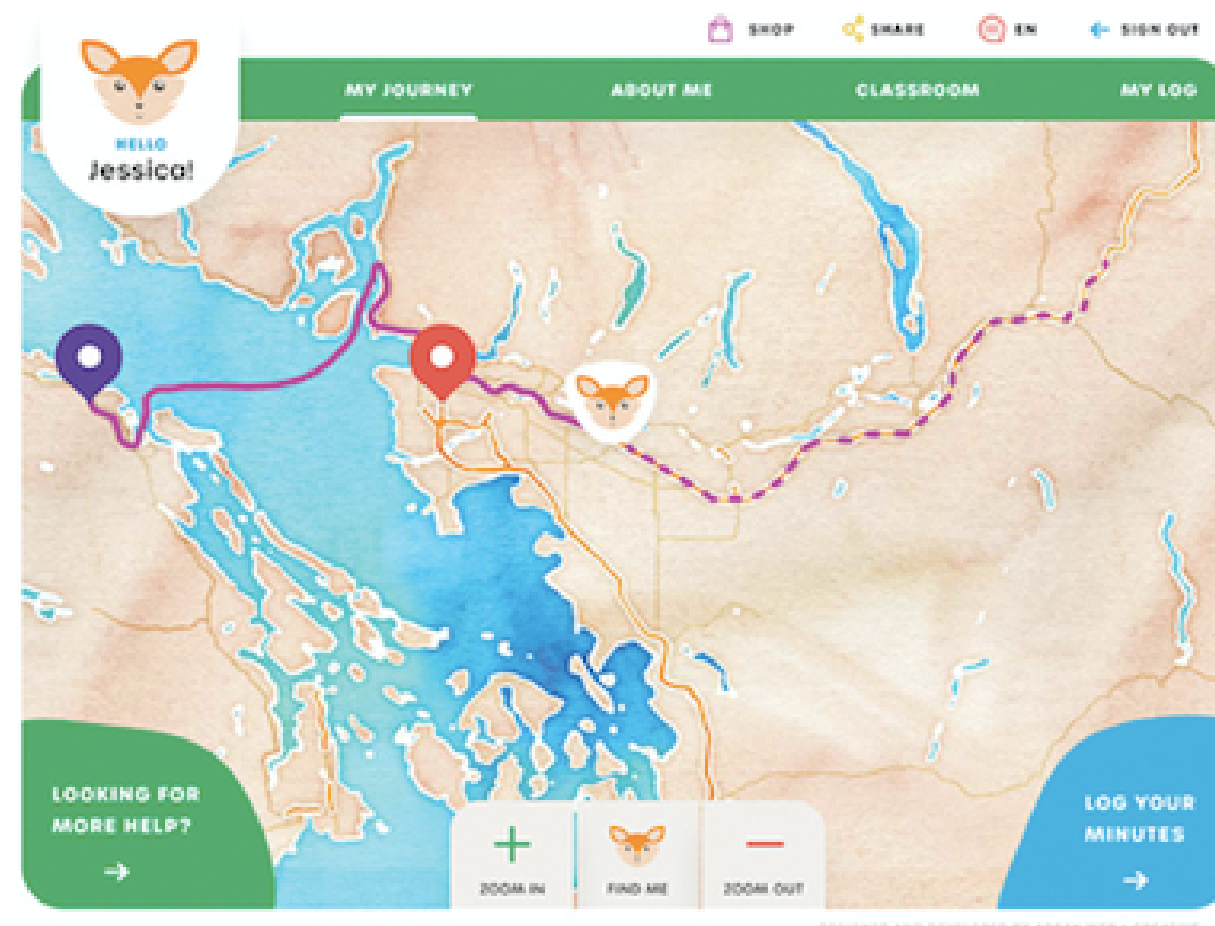 SHOP
SHARE
EN
SIGN OUT
MY JOURNEY
ABOUT ME
CLASSROOM
MY LOG
HELLO
Jessica!
LOOKING FOR
MORE HELP?
LOG YOUR
MINUTES
ZOOM IN
FIND ME
ZOOM OUT